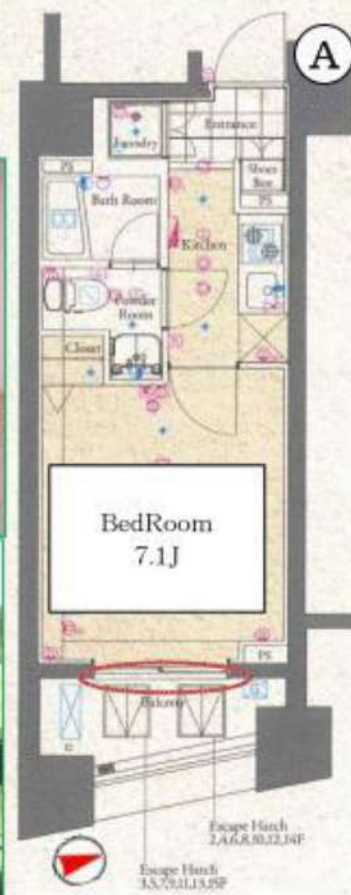 A
Entrance
Laundry
Shoes
Box
PS
PS
Bath Room
Kitchen
Powder
Room
Closet
BedRoom
7.1J
PS
Balcony
Escape Hatch
2,4,6,8,10,12,14F
Escape Hatch
3,5,7,9,11,13,15F